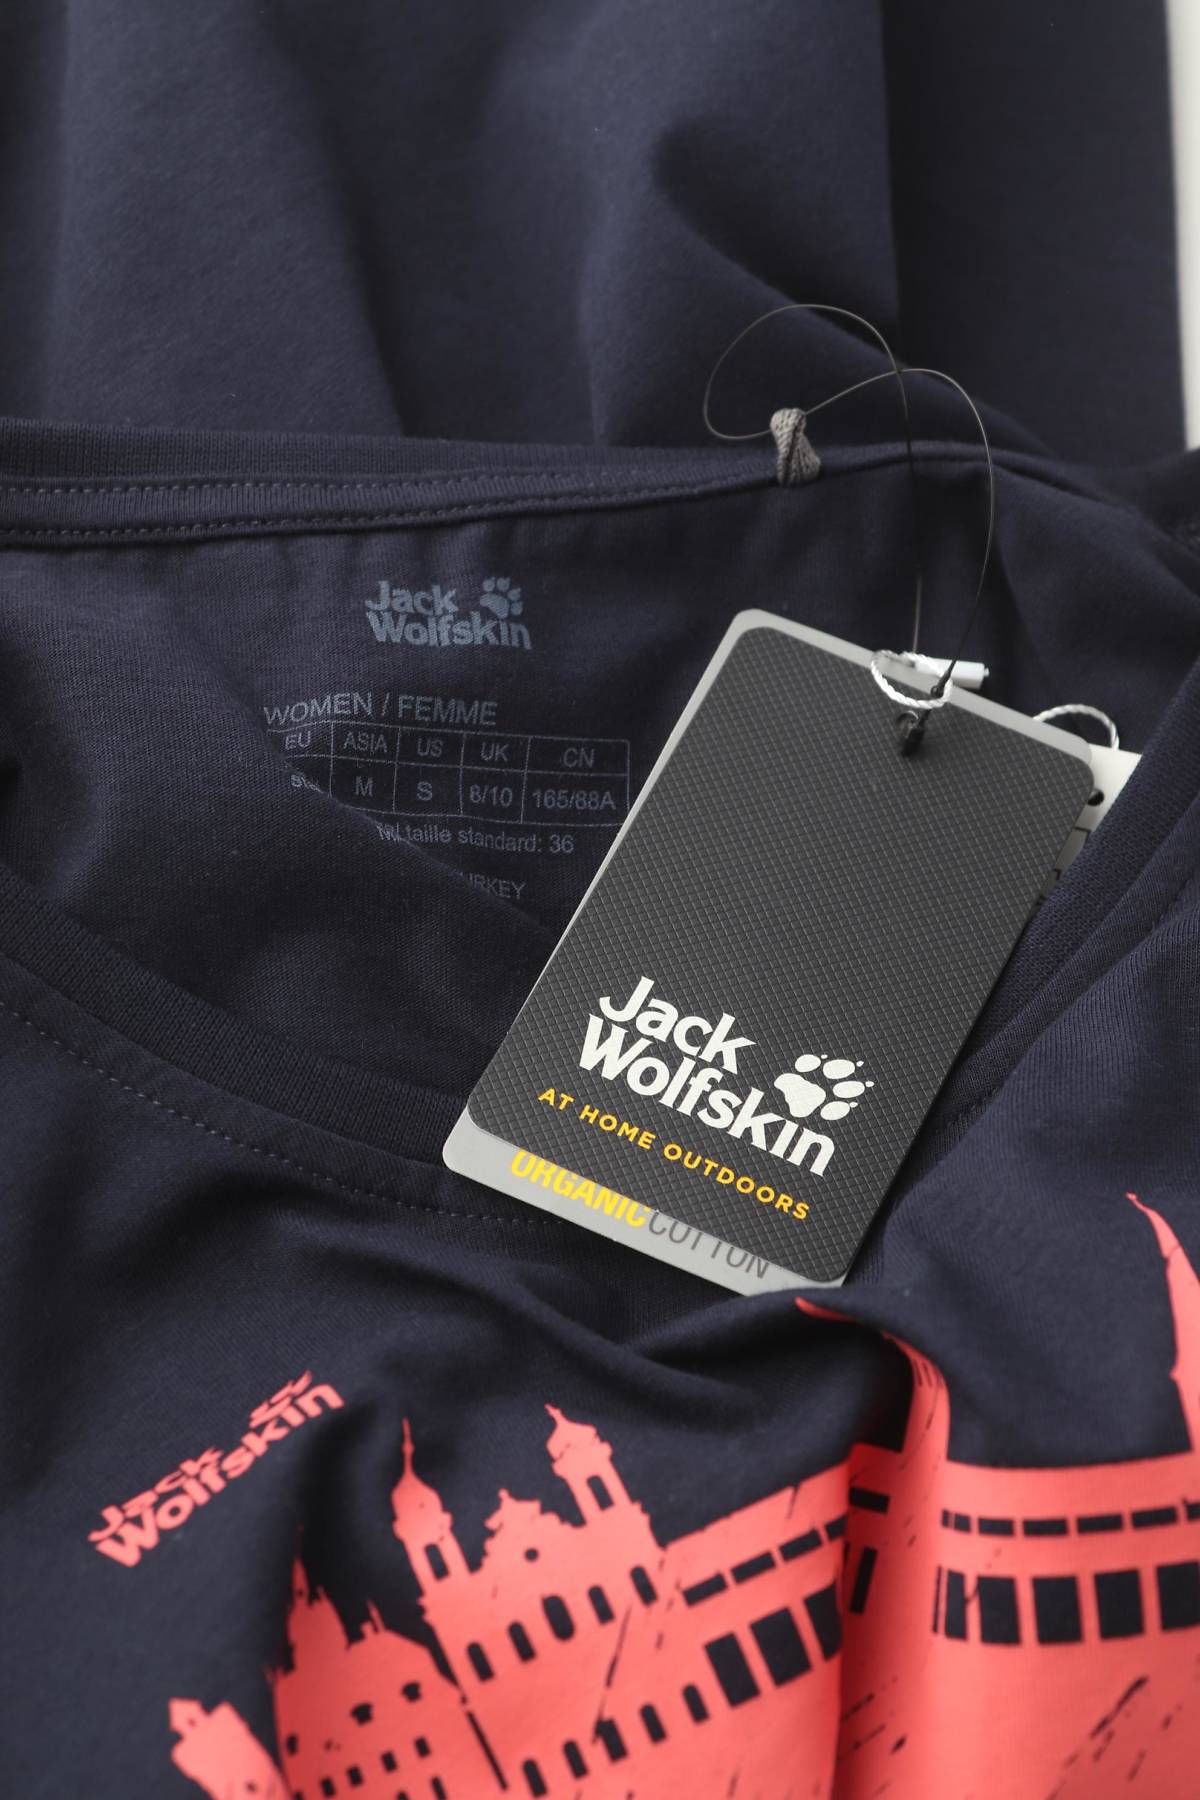 Jack
Wolfskin
WOMEN / FEMME
EU ASIA US UK CN
M S 8/10 165/88A
taille standard: 36
Jack
Wolfskin
AT HOME OUTDOORS
ORGANIC COTTON
Jack
Wolfskin